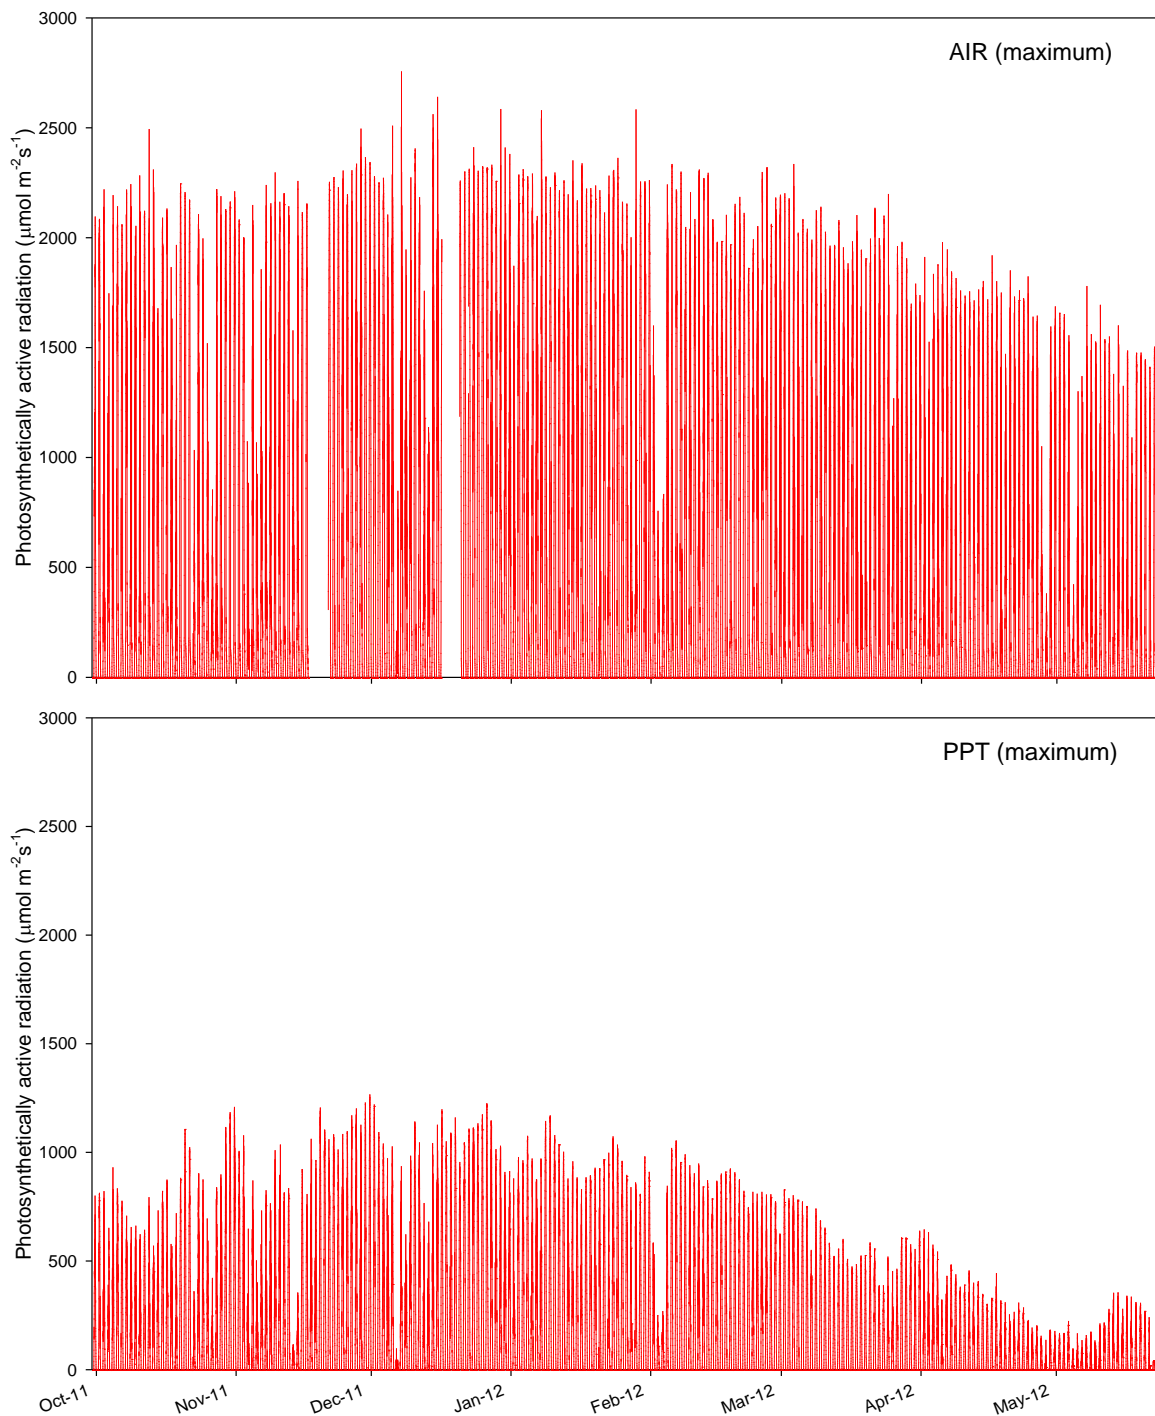 3000
AIR (maximum)
2500
2000
1500
1000
500
0
Photosynthetically active radiation (μmol m-2s-1)
3000
PPT (maximum)
2500
2000
1500
1000
500
0
Photosynthetically active radiation (μmol m-2s-1)
Oct-11 Nov-11 Dec-11 Jan-12 Feb-12 Mar-12 Apr-12 May-12